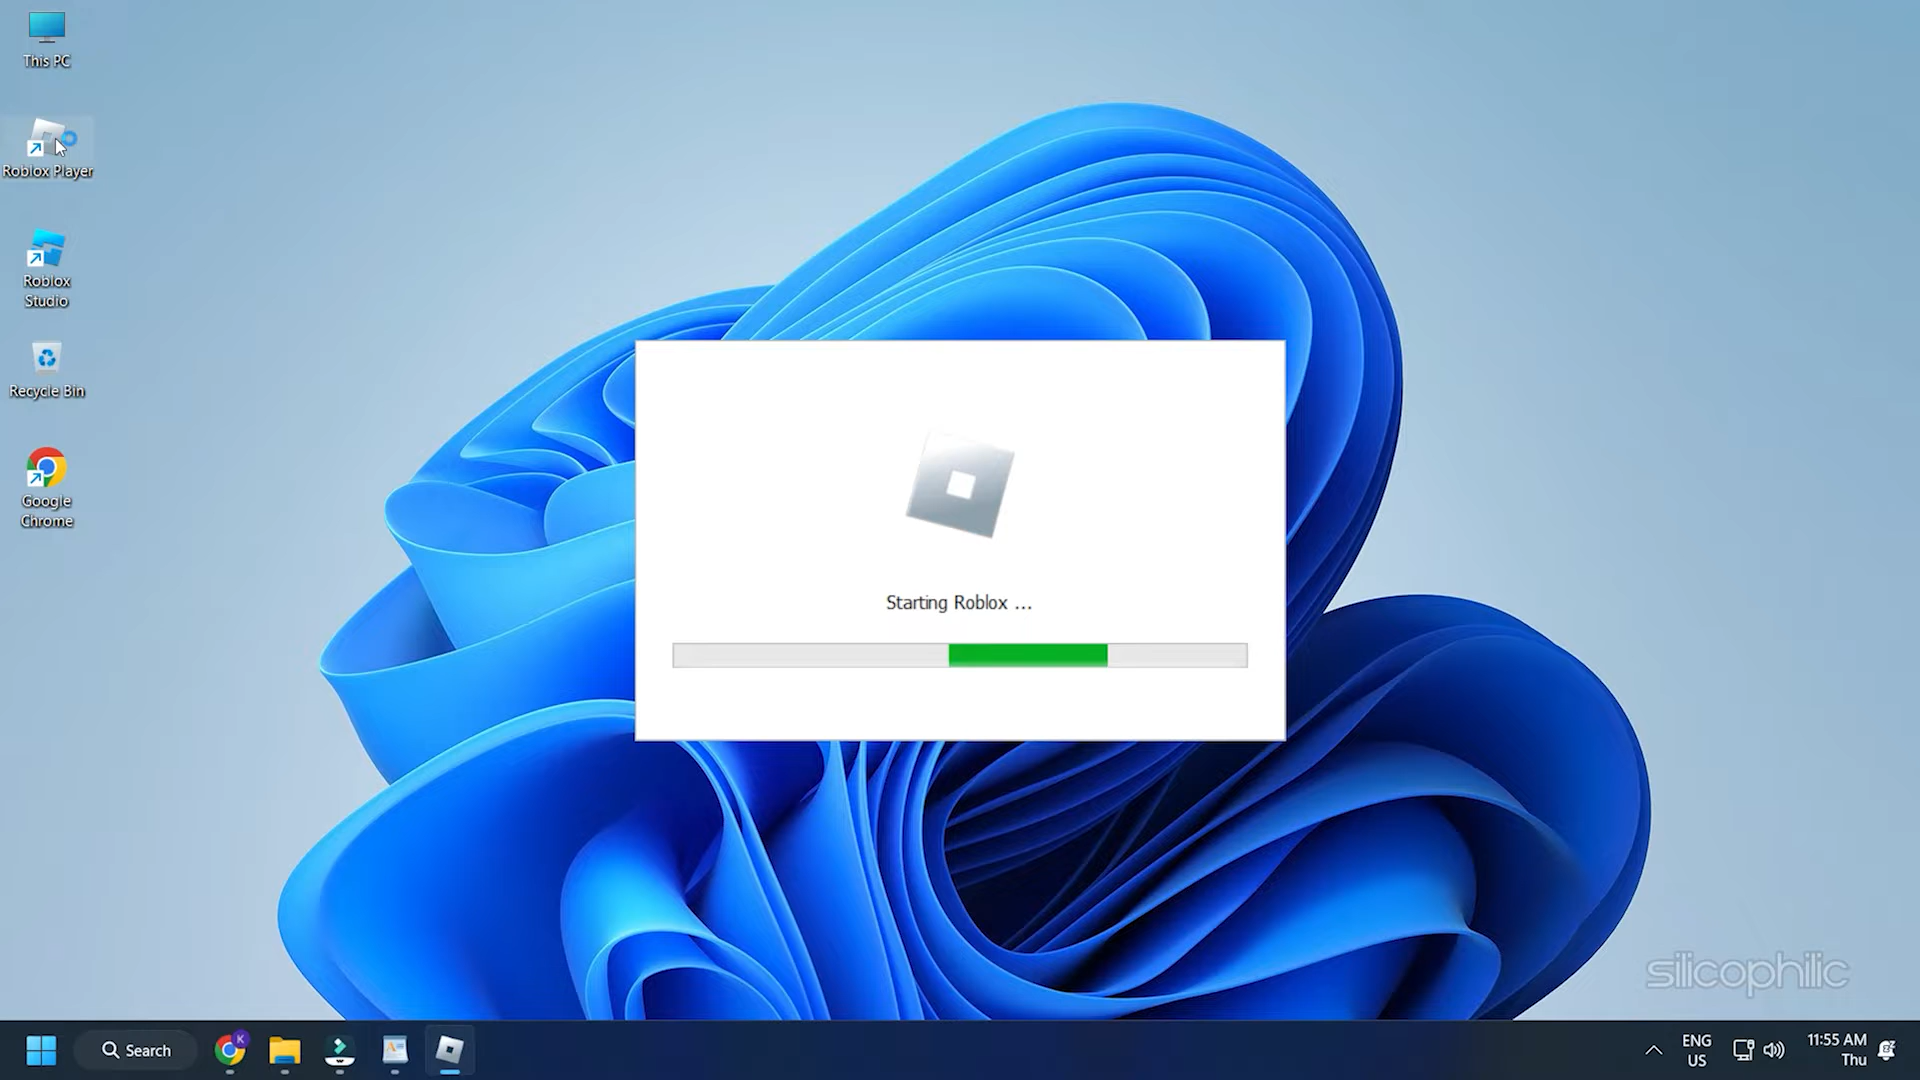 This PC
Roblox Player
Roblox
Studio
Recycle Bin
Google
Chrome
Starting Roblox ...
silicophilic
Search
K
ENG
US
11:55 AM
Thu